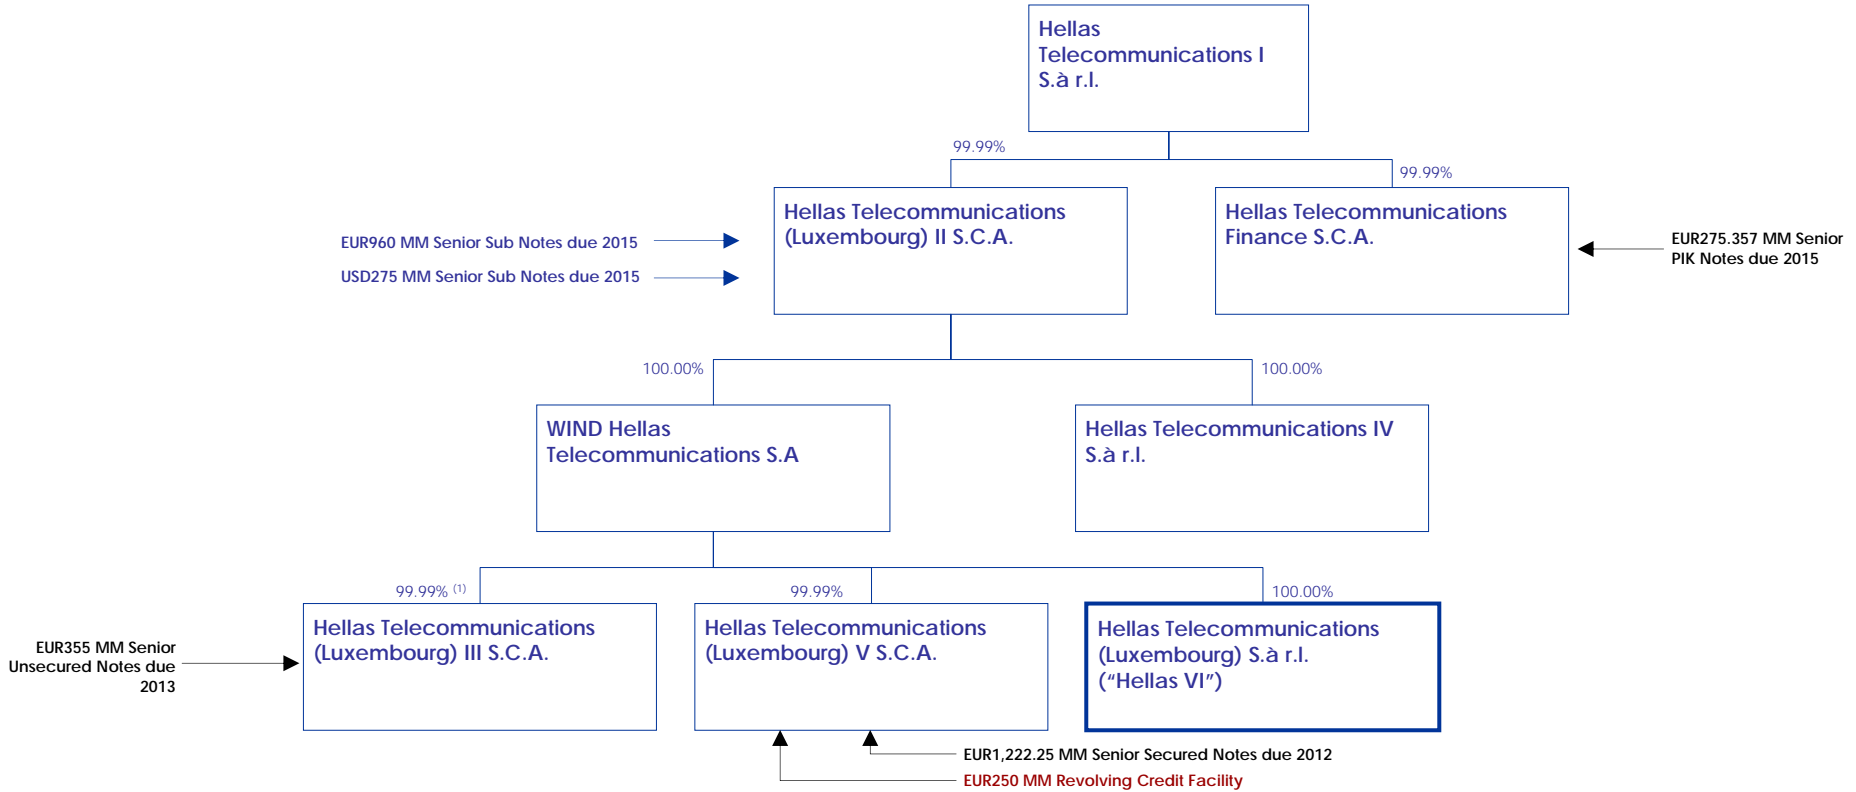 Hellas
Telecommunications I
S.à r.l.
99.99%
99.99%
Hellas Telecommunications
(Luxembourg) II S.C.A.
Hellas Telecommunications
Finance S.C.A.
EUR960 MM Senior Sub Notes due 2015
USD275 MM Senior Sub Notes due 2015
EUR275.357 MM Senior
PIK Notes due 2015
100.00%
100.00%
WIND Hellas
Telecommunications S.A
Hellas Telecommunications IV
S.à r.l.
99.99% (1)
99.99%
100.00%
Hellas Telecommunications
(Luxembourg) III S.C.A.
Hellas Telecommunications
(Luxembourg) V S.C.A.
Hellas Telecommunications
(Luxembourg) S.à r.l.
(“Hellas VI”)
EUR355 MM Senior
Unsecured Notes due
2013
EUR1,222.25 MM Senior Secured Notes due 2012
EUR250 MM Revolving Credit Facility